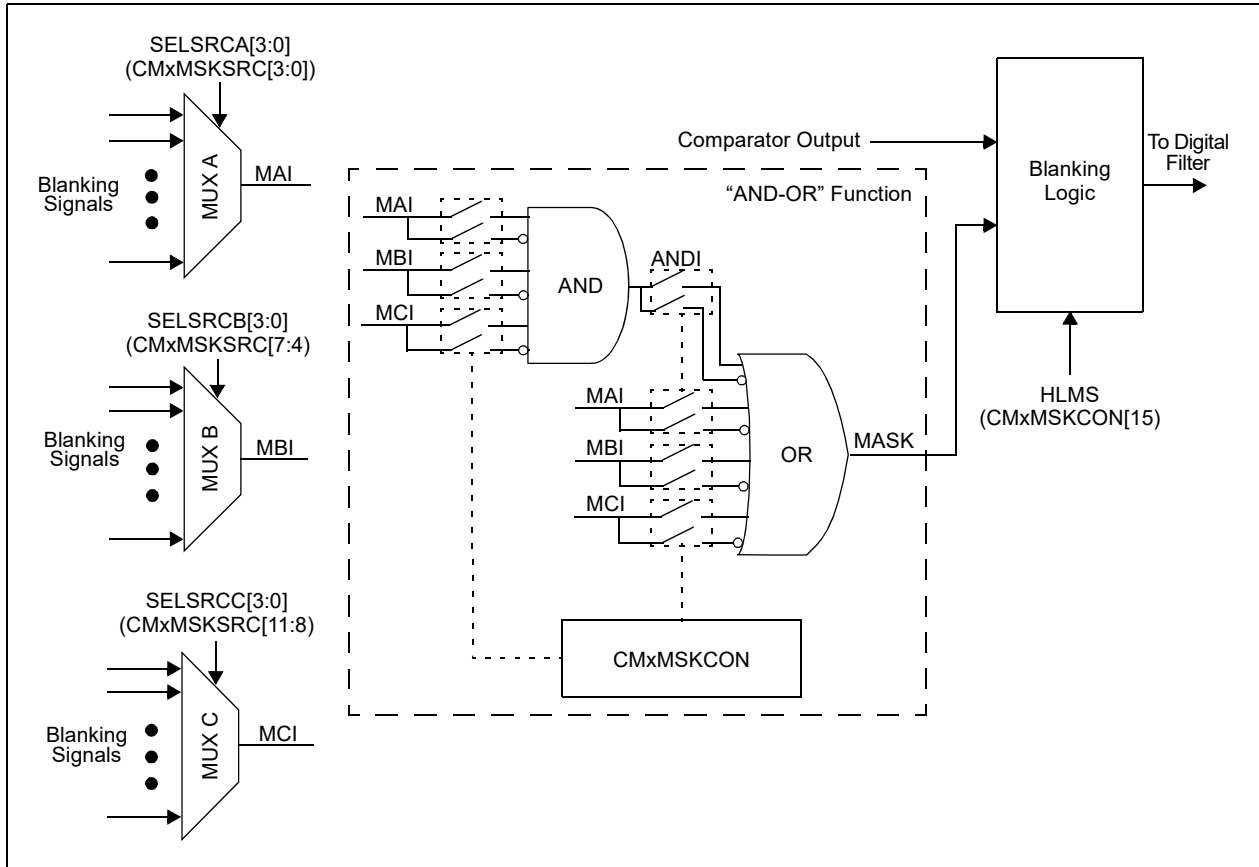 SELSRCA[3:0]
(CMxMSKSRC[3:0])
Blanking
Signals
MUX A
MAI
SELSRCB[3:0]
(CMxMSKSRC[7:4)
Blanking
Signals
MUX B
MBI
SELSRCC[3:0]
(CMxMSKSRC[11:8)
Blanking
Signals
MUX C
MCI
Comparator Output
"AND-OR" Function
MAI
MBI
MCI
AND
ANDI
MAI
MBI
MCI
OR
MASK
CMxMSKCON
Blanking
Logic
To Digital
Filter
HLMS
(CMxMSKCON[15)